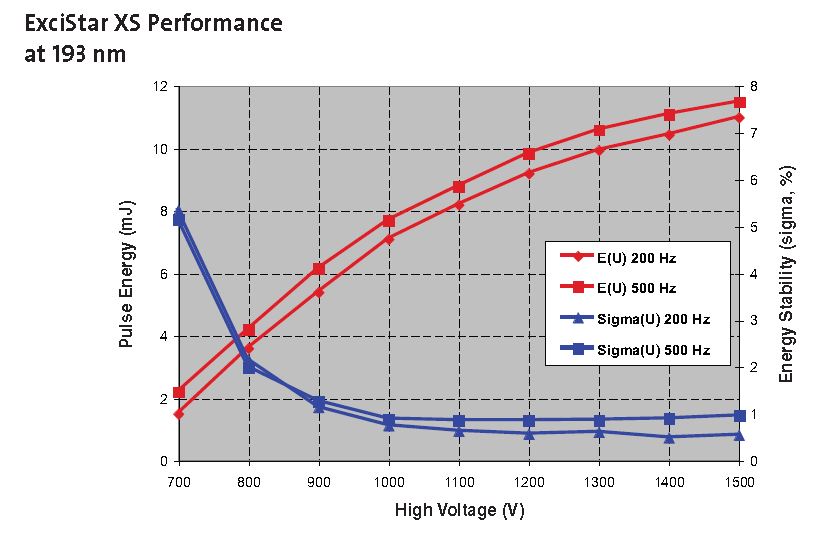 ExciStar XS Performance
at 193 nm
12
10
8
6
4
2
0
Pulse Energy (mJ)
8
7
6
5
4
3
2
1
0
Energy Stability (sigma, %)
E(U) 200 Hz
E(U) 500 Hz
Sigma(U) 200 Hz
Sigma(U) 500 Hz
700 800 900 1000 1100 1200 1300 1400 1500
High Voltage (V)